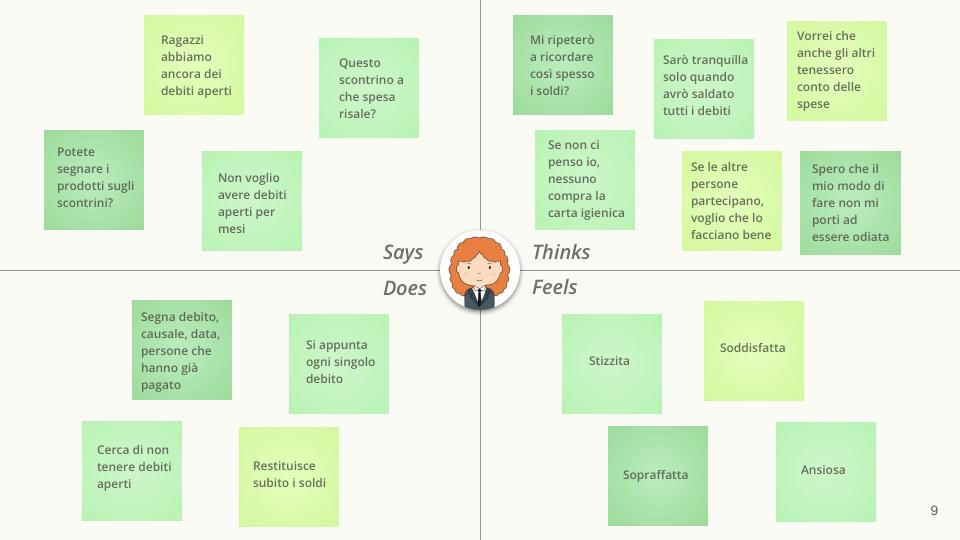 Ragazzi
abbiamo
ancora dei
debiti aperti
Questo
scontrino a
che spesa
risale?
Potete
segnare i
prodotti sugli
scontrini?
Non voglio
avere debiti
aperti per
mesi
Says
Mi ripeterò
a ricordare
così spesso
i soldi?
Sarò tranquilla
solo quando
avrò saldato
tutti i debiti
Vorrei che
anche gli altri
tenessero
conto delle
spese
Se non ci
penso io,
nessuno
compra la
carta igienica
Se le altre
persone
partecipano,
voglio che lo
facciano bene
Spero che il
mio modo di
fare non mi
porti ad
essere odiata
Thinks
Does
Segna debito,
causale, data,
persone che
hanno già
pagato
Si appunta
ogni singolo
debito
Cerca di non
tenere debiti
aperti
Restituisce
subito i soldi
Feels
Stizzita
Soddisfatta
Sopraffatta
Ansiosa
9